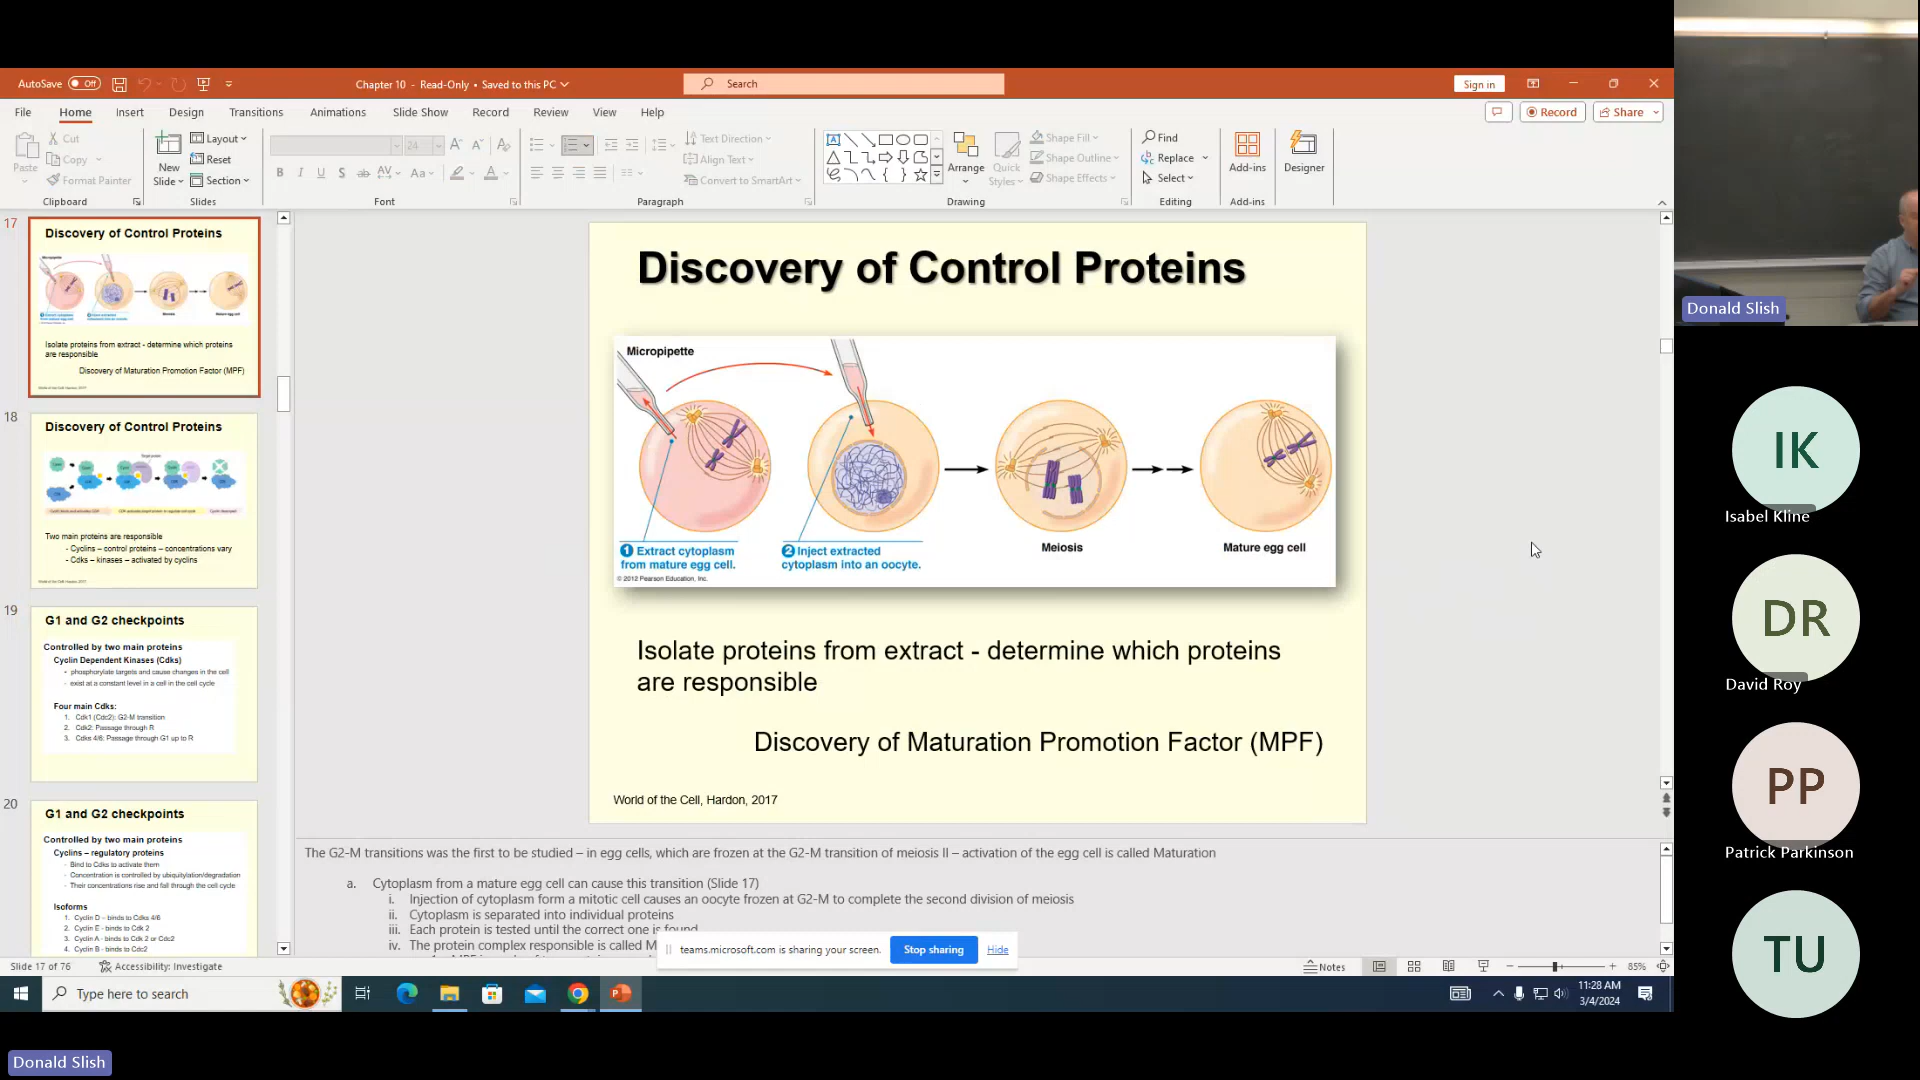 AutoSave Off
Chapter 10 - Read-Only • Saved to this PC
Search
Sign in
File Home Insert Design Transitions Animations Slide Show Record Review View Help
Record Share
Paste Cut Copy Format Painter
Clipboard
New Slide Layout Reset Section
Slides
24
Font
Text Direction
Align Text
Convert to SmartArt
Paragraph
Arrange Quick Styles Shape Fill Shape Outline Shape Effects
Drawing
Find
Replace
Select
Editing
Add-ins
Add-ins
Designer
17
Discovery of Control Proteins
Micropipette
Isolate proteins from extract - determine which proteins
are responsible
Discovery of Maturation Promotion Factor (MPF)
World of the Cell, Hardon, 2017
18
Discovery of Control Proteins
Two main proteins are responsible
- Cyclins – control proteins – concentrations vary
- Cdks – kinases – activated by cyclins
World of the Cell, Hardon, 2017
19
G1 and G2 checkpoints
Controlled by two main proteins
Cyclin Dependent Kinases (Cdks)
- phosphorylate targets and cause changes in the cell
- exist at a constant level in a cell in the cell cycle
Four main Cdks:
1. Cdk1 (Cdc2): G2-M transition
2. Cdk2: Passage through R
3. Cdks 4/6: Passage through G1 up to R
20
G1 and G2 checkpoints
Controlled by two main proteins
Cyclins – regulatory proteins
- Bind to Cdks to activate them
- Concentration is controlled by ubiquitylation/degradation
- Their concentrations rise and fall through the cell cycle
Isoforms
1. Cyclin D – binds to Cdks 4/6
2. Cyclin E - binds to Cdk 2
3. Cyclin A - binds to Cdk 2 or Cdc2
4. Cyclin B - binds to Cdc2
Discovery of Control Proteins
Micropipette
1 Extract cytoplasm
from mature egg cell.
2 Inject extracted
cytoplasm into an oocyte.
Meiosis
Mature egg cell
© 2012 Pearson Education, Inc.
Isolate proteins from extract - determine which proteins
are responsible
Discovery of Maturation Promotion Factor (MPF)
World of the Cell, Hardon, 2017
The G2-M transitions was the first to be studied – in egg cells, which are frozen at the G2-M transition of meiosis II – activation of the egg cell is called Maturation
a. Cytoplasm from a mature egg cell can cause this transition (Slide 17)
i. Injection of cytoplasm form a mitotic cell causes an oocyte frozen at G2-M to complete the second division of meiosis
ii. Cytoplasm is separated into individual proteins
iii. Each protein is tested until the correct one is found
iv. The protein complex responsible is called M
teams.microsoft.com is sharing your screen. Stop sharing Hide
Slide 17 of 76 Accessibility: Investigate Notes 85%
Type here to search
11:28 AM
3/4/2024
Donald Slish
IK
Isabel Kline
DR
David Roy
PP
Patrick Parkinson
TU
Donald Slish